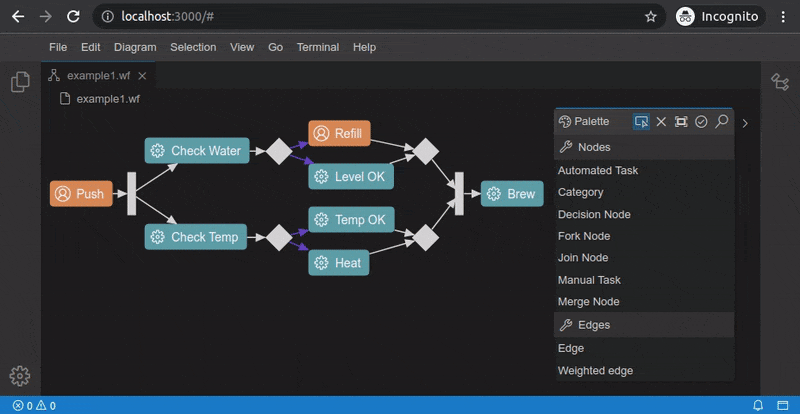 localhost:3000/#
Incognito
File Edit Diagram Selection View Go Terminal Help
example1.wf
example1.wf
Palette
Nodes
Automated Task
Category
Decision Node
Fork Node
Join Node
Manual Task
Merge Node
Edges
Edge
Weighted edge
Push
Check Water
Check Temp
Refill
Level OK
Temp OK
Heat
Brew
0 0